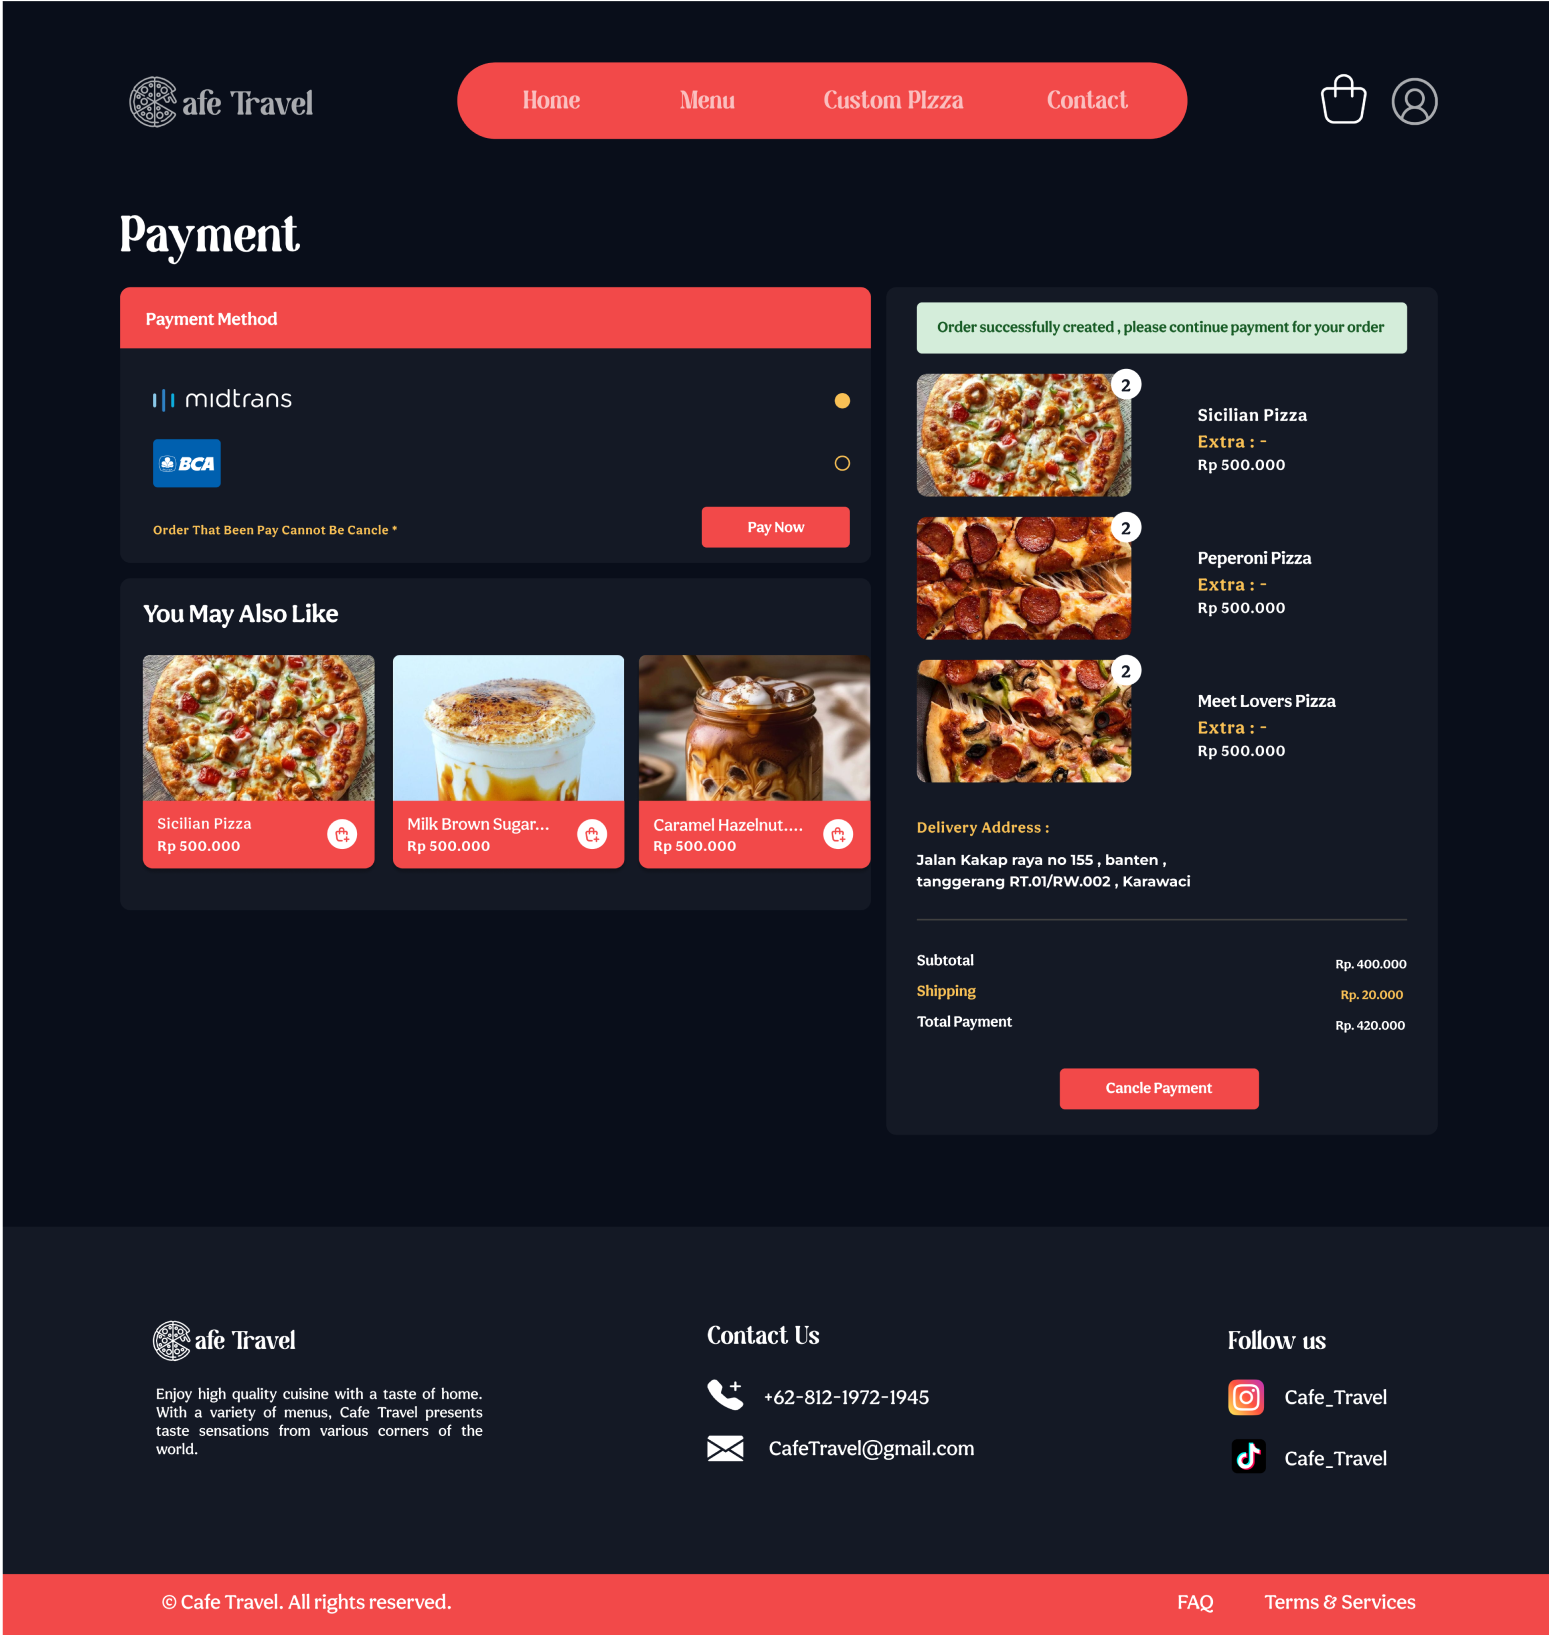 afe Travel
Home
Menu
Custom PIzza
Contact
Payment
Payment Method
midtrans
BCA
Order That Been Pay Cannot Be Cancle *
Pay Now
You May Also Like
Sicilian Pizza
Rp 500.000
Milk Brown Sugar...
Rp 500.000
Caramel Hazelnut....
Rp 500.000
Order successfully created , please continue payment for your order
2
Sicilian Pizza
Extra : -
Rp 500.000
2
Peperoni Pizza
Extra : -
Rp 500.000
2
Meet Lovers Pizza
Extra : -
Rp 500.000
Delivery Address :
Jalan Kakap raya no 155 , banten ,
tanggerang RT.01/RW.002 , Karawaci
Subtotal
Rp. 400.000
Shipping
Rp. 20.000
Total Payment
Rp. 420.000
Cancle Payment
afe Travel
Enjoy high quality cuisine with a taste of home.
With a variety of menus, Cafe Travel presents
taste sensations from various corners of the
world.
Contact Us
+62-812-1972-1945
CafeTravel@gmail.com
Follow us
Cafe_Travel
Cafe_Travel
© Cafe Travel. All rights reserved.
FAQ
Terms & Services